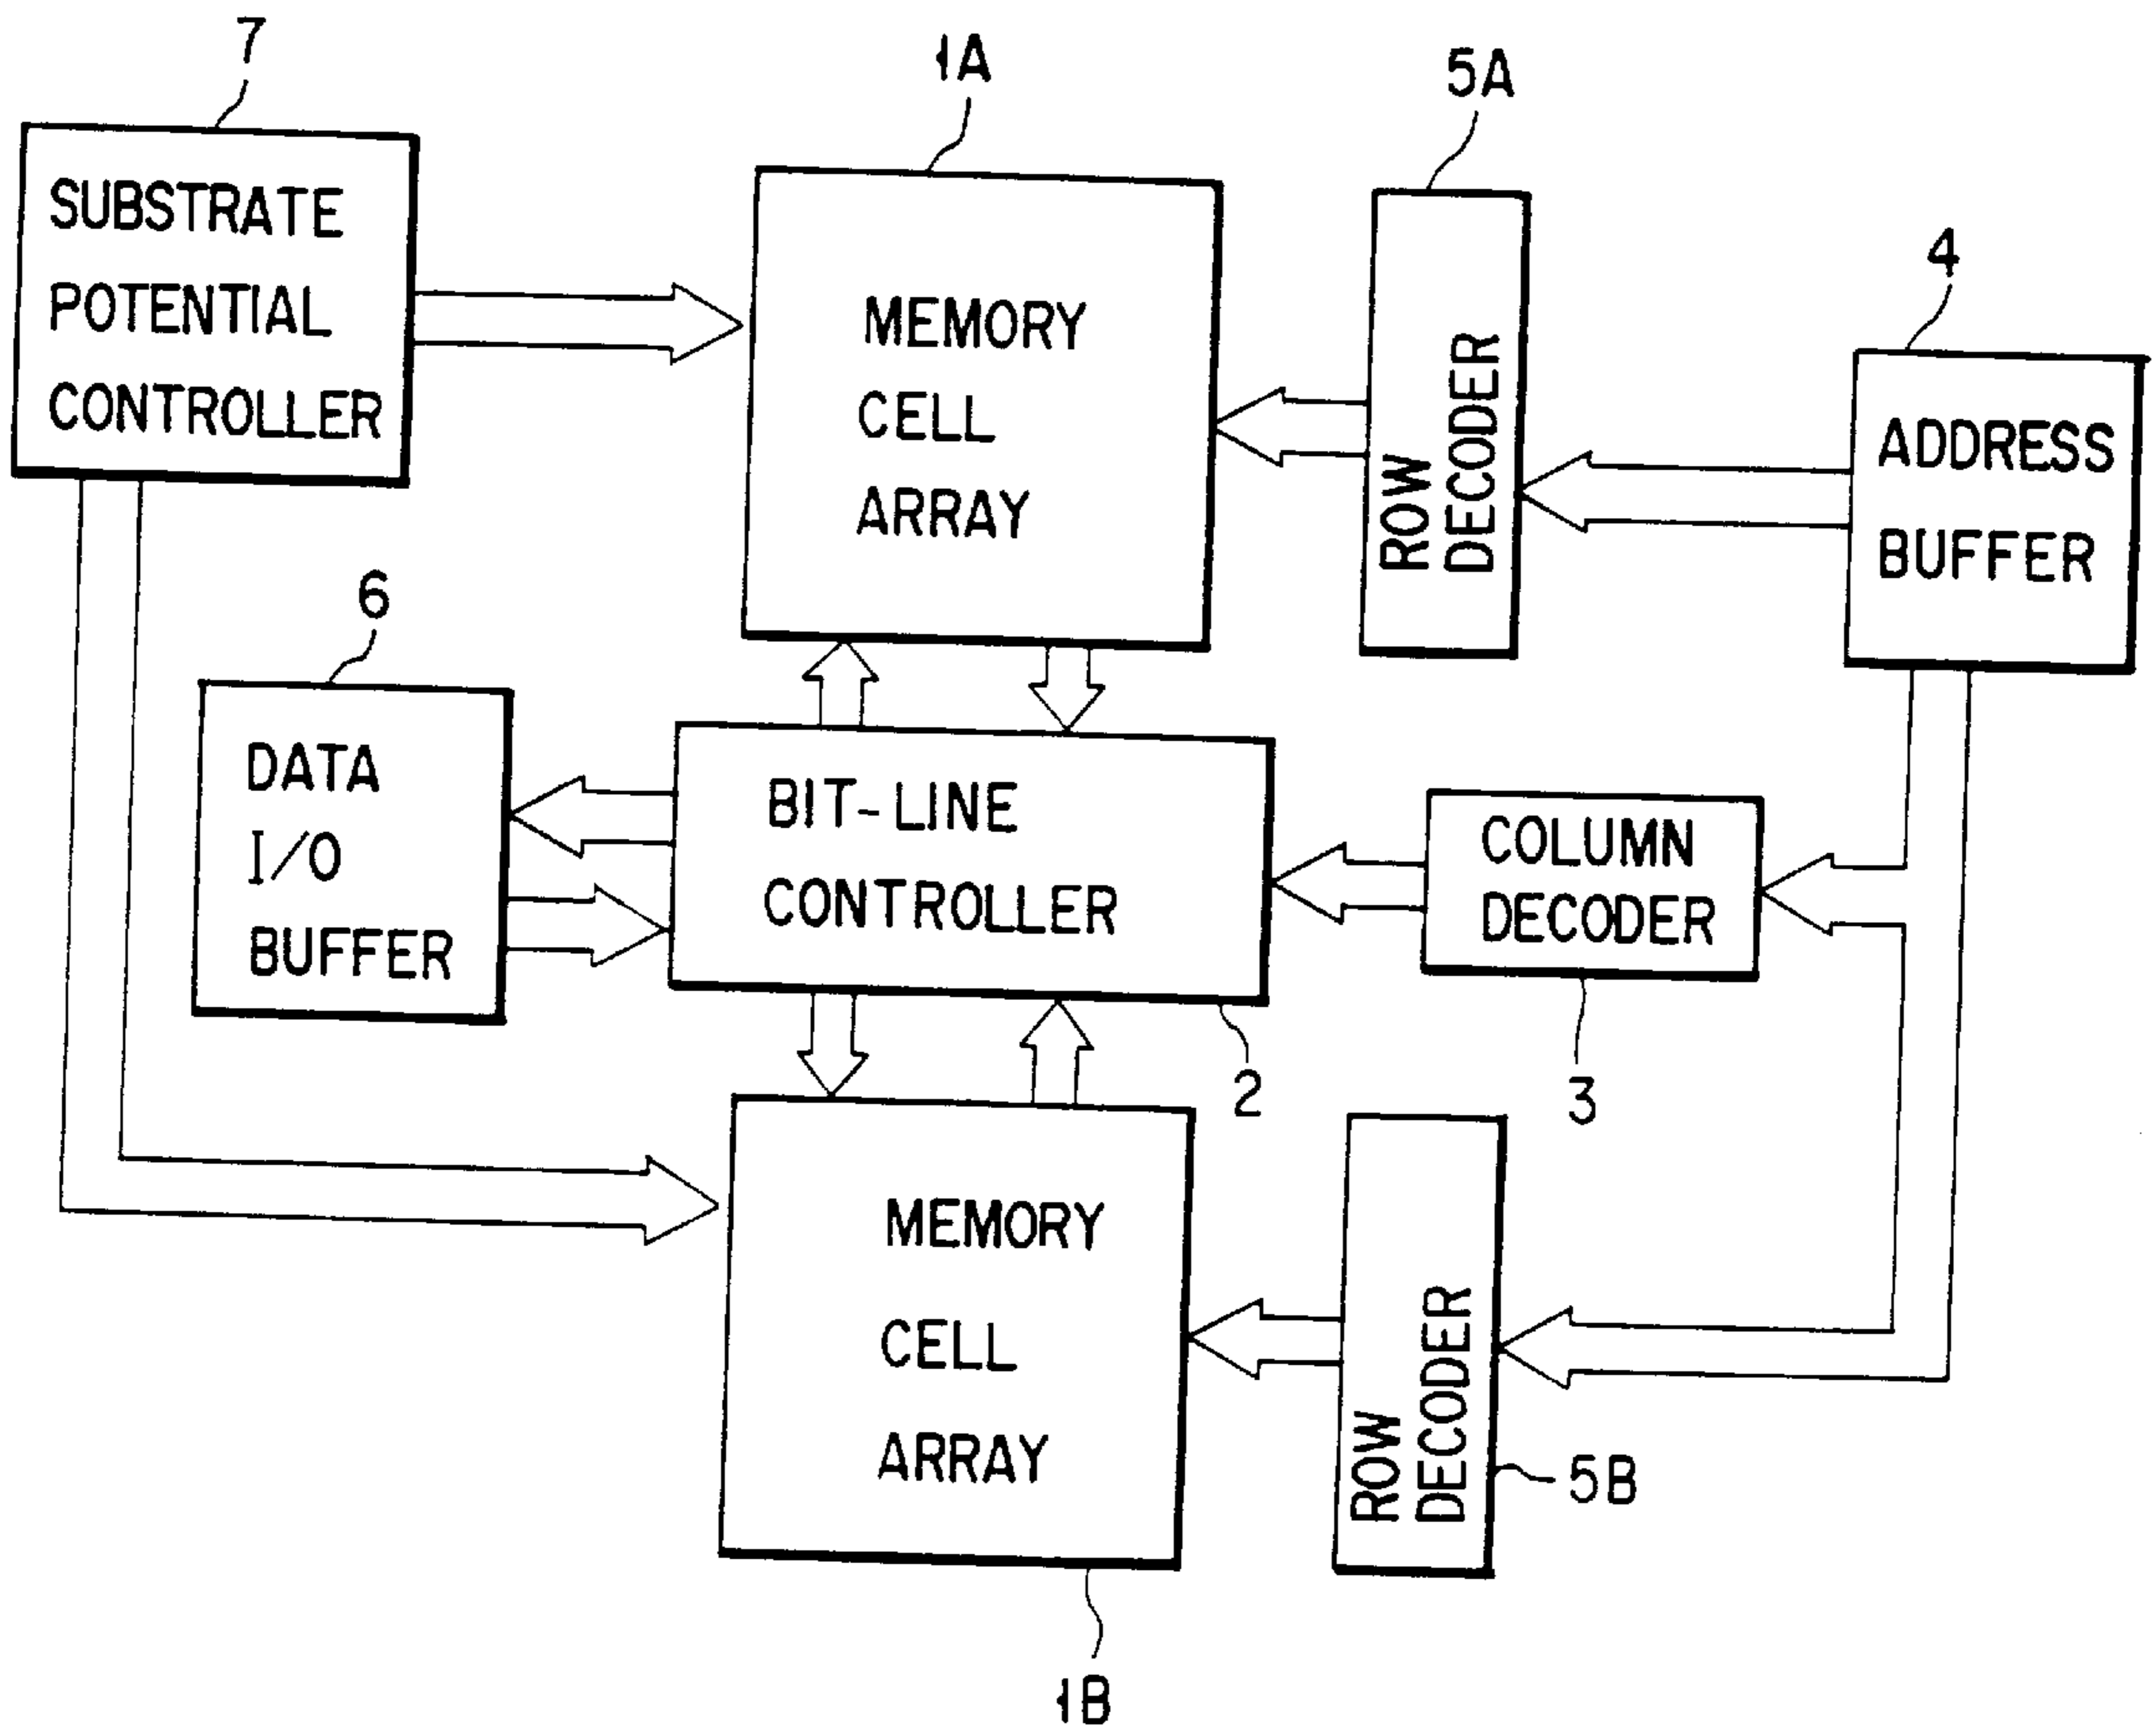 7
SUBSTRATE
POTENTIAL
CONTROLLER
1A
MEMORY
CELL
ARRAY
5A
ROW
DECODER
4
ADDRESS
BUFFER
6
DATA
I/O
BUFFER
BIT-LINE
CONTROLLER
2
COLUMN
DECODER
3
MEMORY
CELL
ARRAY
1B
ROW
DECODER
5B